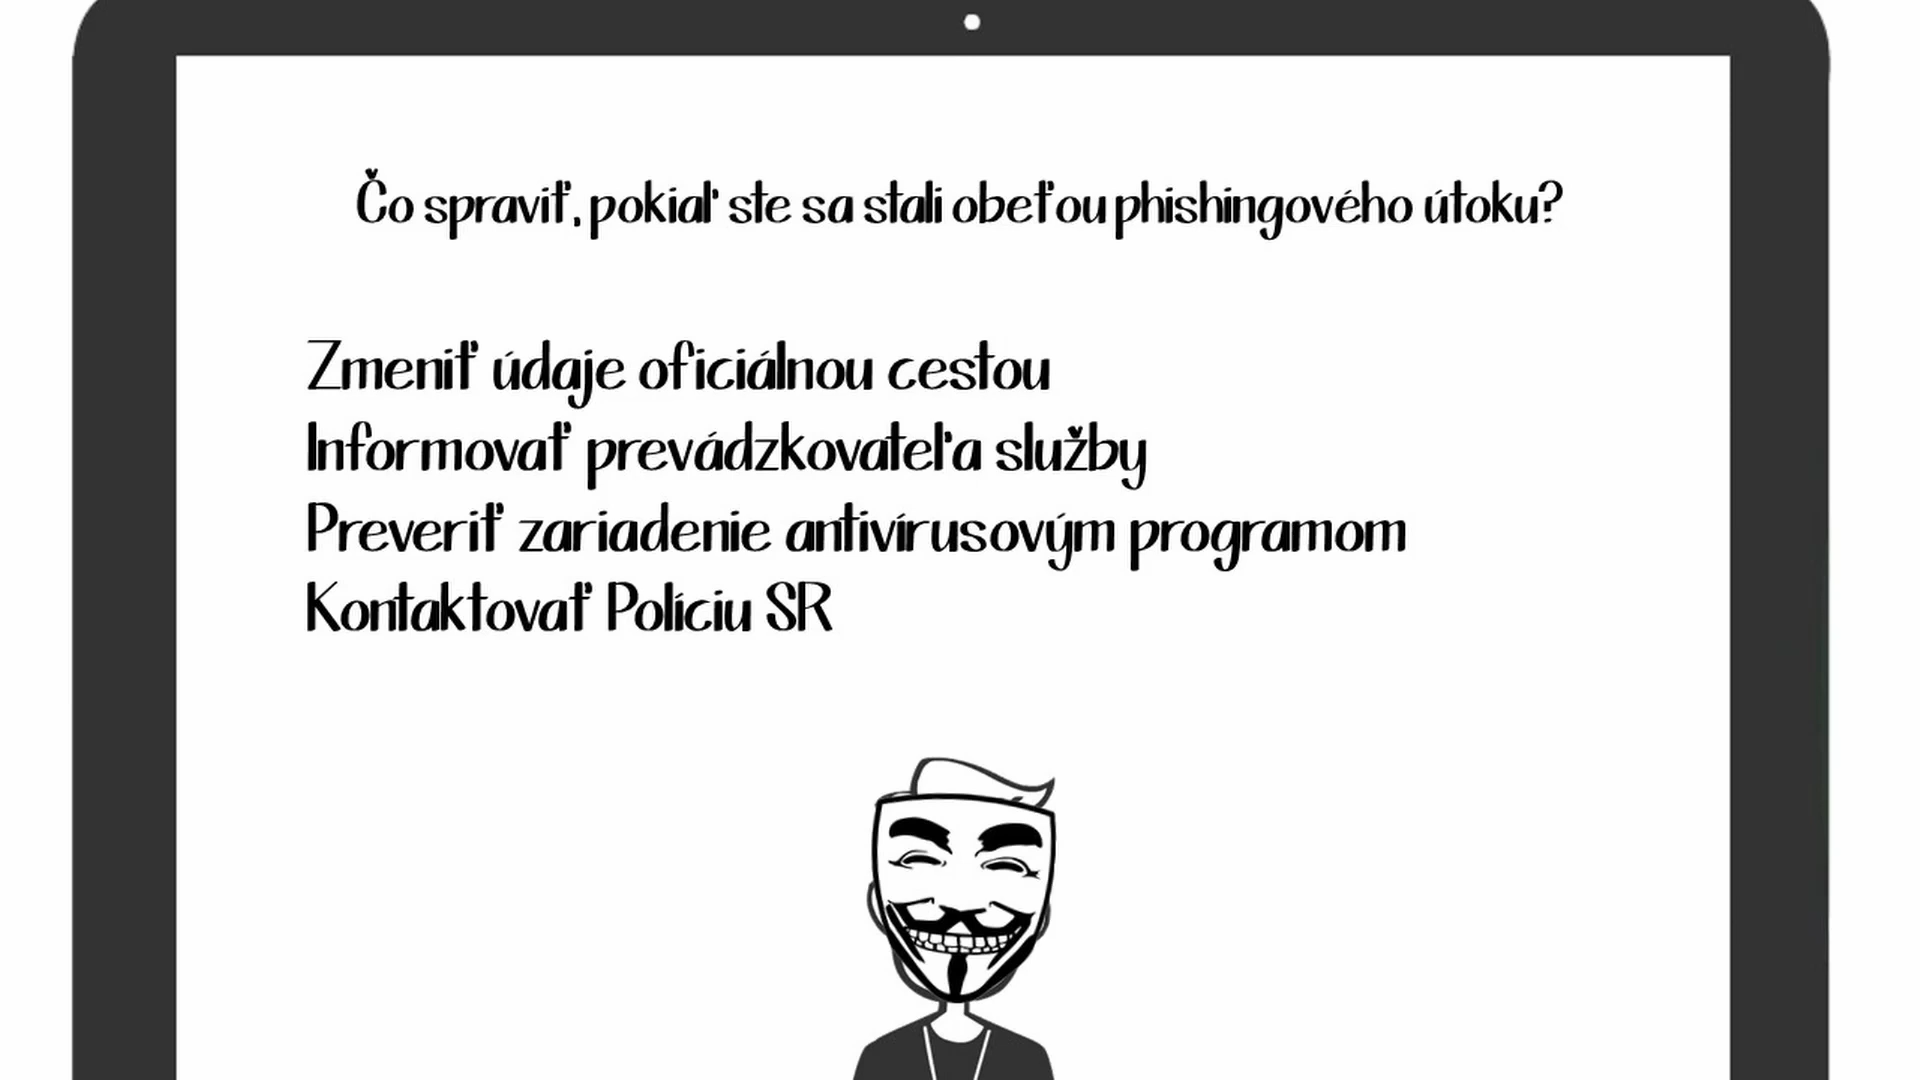 Čo spraviť, pokiaľ ste sa stali obeťou phishingového útoku?
Zmeniť údaje oficiálnou cestou
Informovať prevádzkovateľa služby
Preveriť zariadenie antivírusovým programom
Kontaktovať Políciu SR